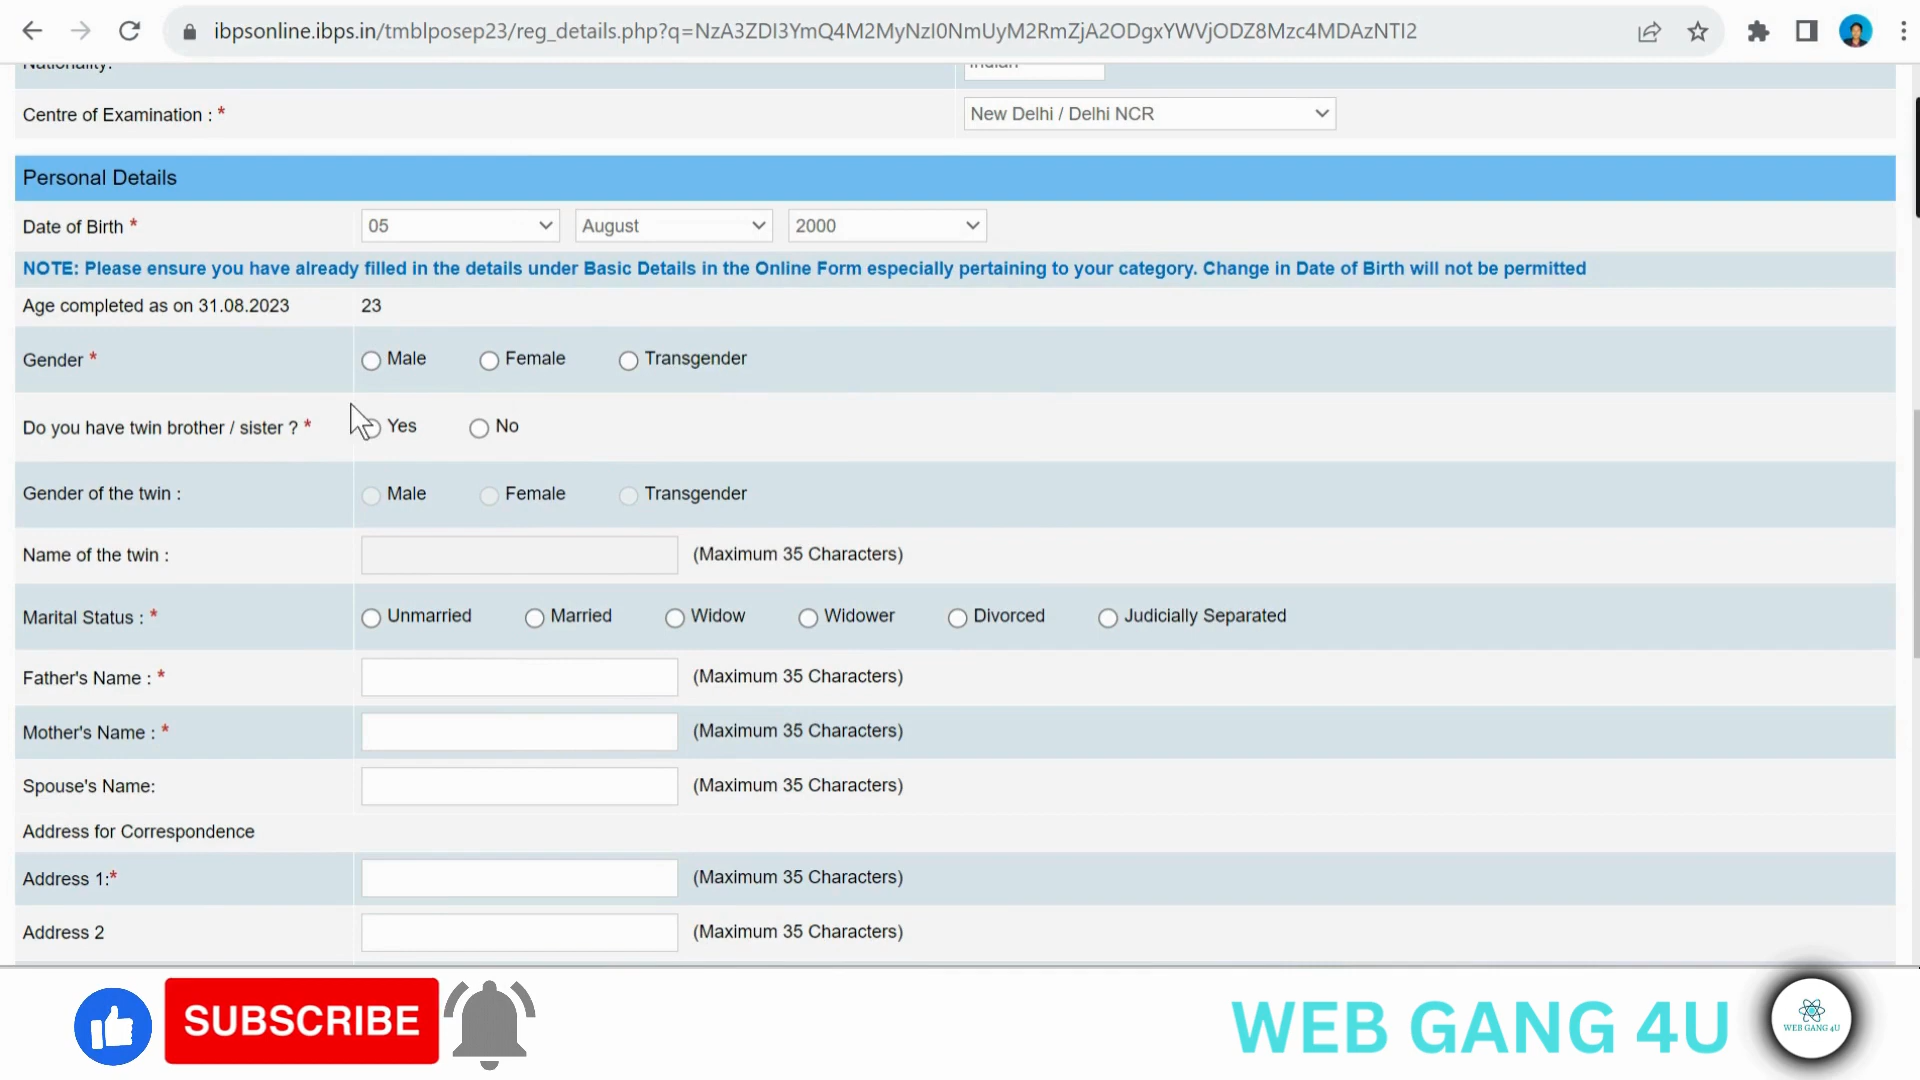 ibpsonline.ibps.in/tmblposep23/reg_details.php?q=NzA3ZDI3YmQ4M2MyNzI0NmUyM2RmZjA2ODgxYWVjODZ8Mzc4MDAzNTI2
Nationality: Indian
Centre of Examination : * New Delhi / Delhi NCR
Personal Details
Date of Birth * 05 August 2000
NOTE: Please ensure you have already filled in the details under Basic Details in the Online Form especially pertaining to your category. Change in Date of Birth will not be permitted
Age completed as on 31.08.2023 23
Gender * Male Female Transgender
Do you have twin brother / sister ? * Yes No
Gender of the twin : Male Female Transgender
Name of the twin : (Maximum 35 Characters)
Marital Status : * Unmarried Married Widow Widower Divorced Judicially Separated
Father's Name : * (Maximum 35 Characters)
Mother's Name : * (Maximum 35 Characters)
Spouse's Name: (Maximum 35 Characters)
Address for Correspondence
Address 1:* (Maximum 35 Characters)
Address 2 (Maximum 35 Characters)
SUBSCRIBE WEB GANG 4U WEB GANG 4U